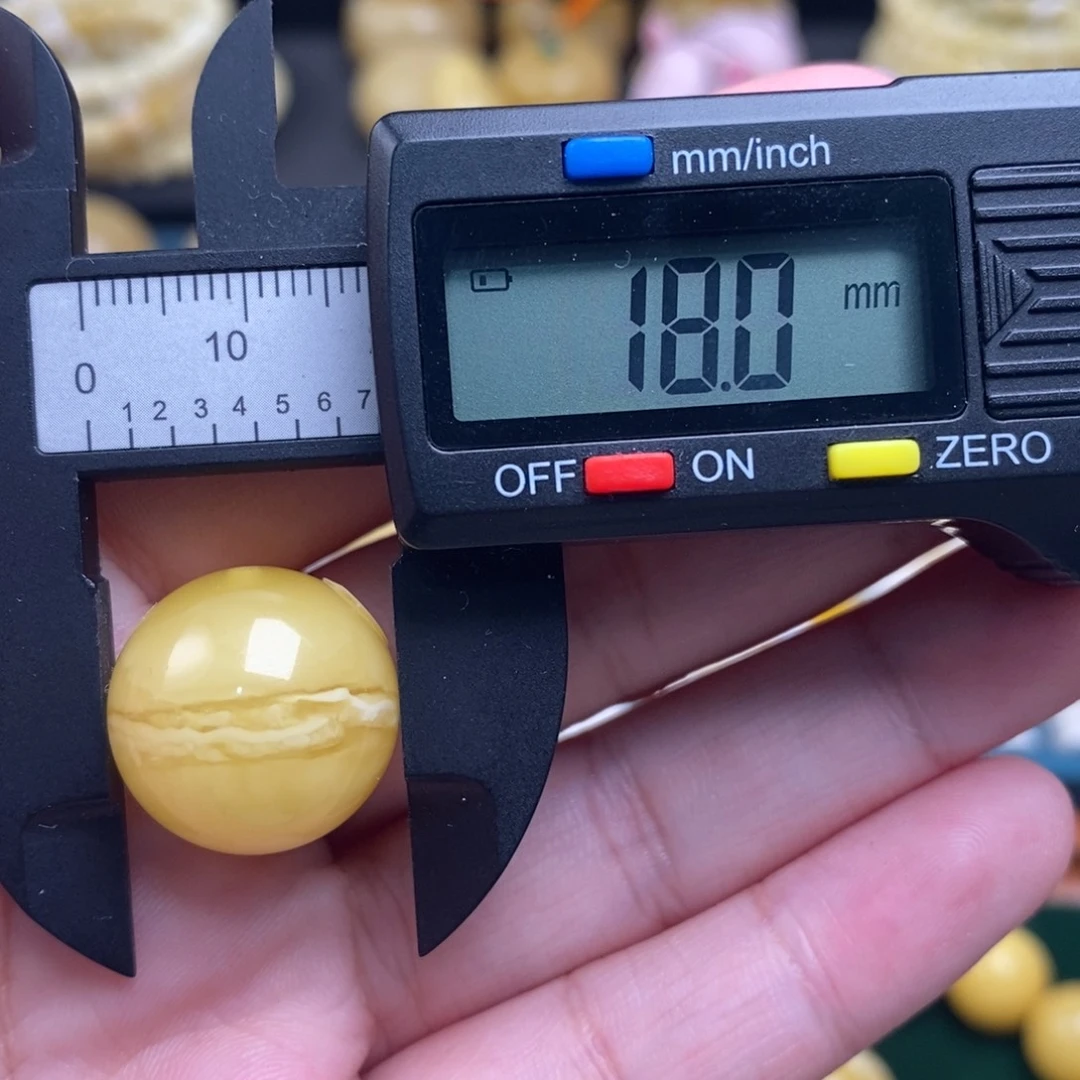 mm/inch
18.0 mm
0 10
1 2 3 4 5 6 7
OFF ON ZERO